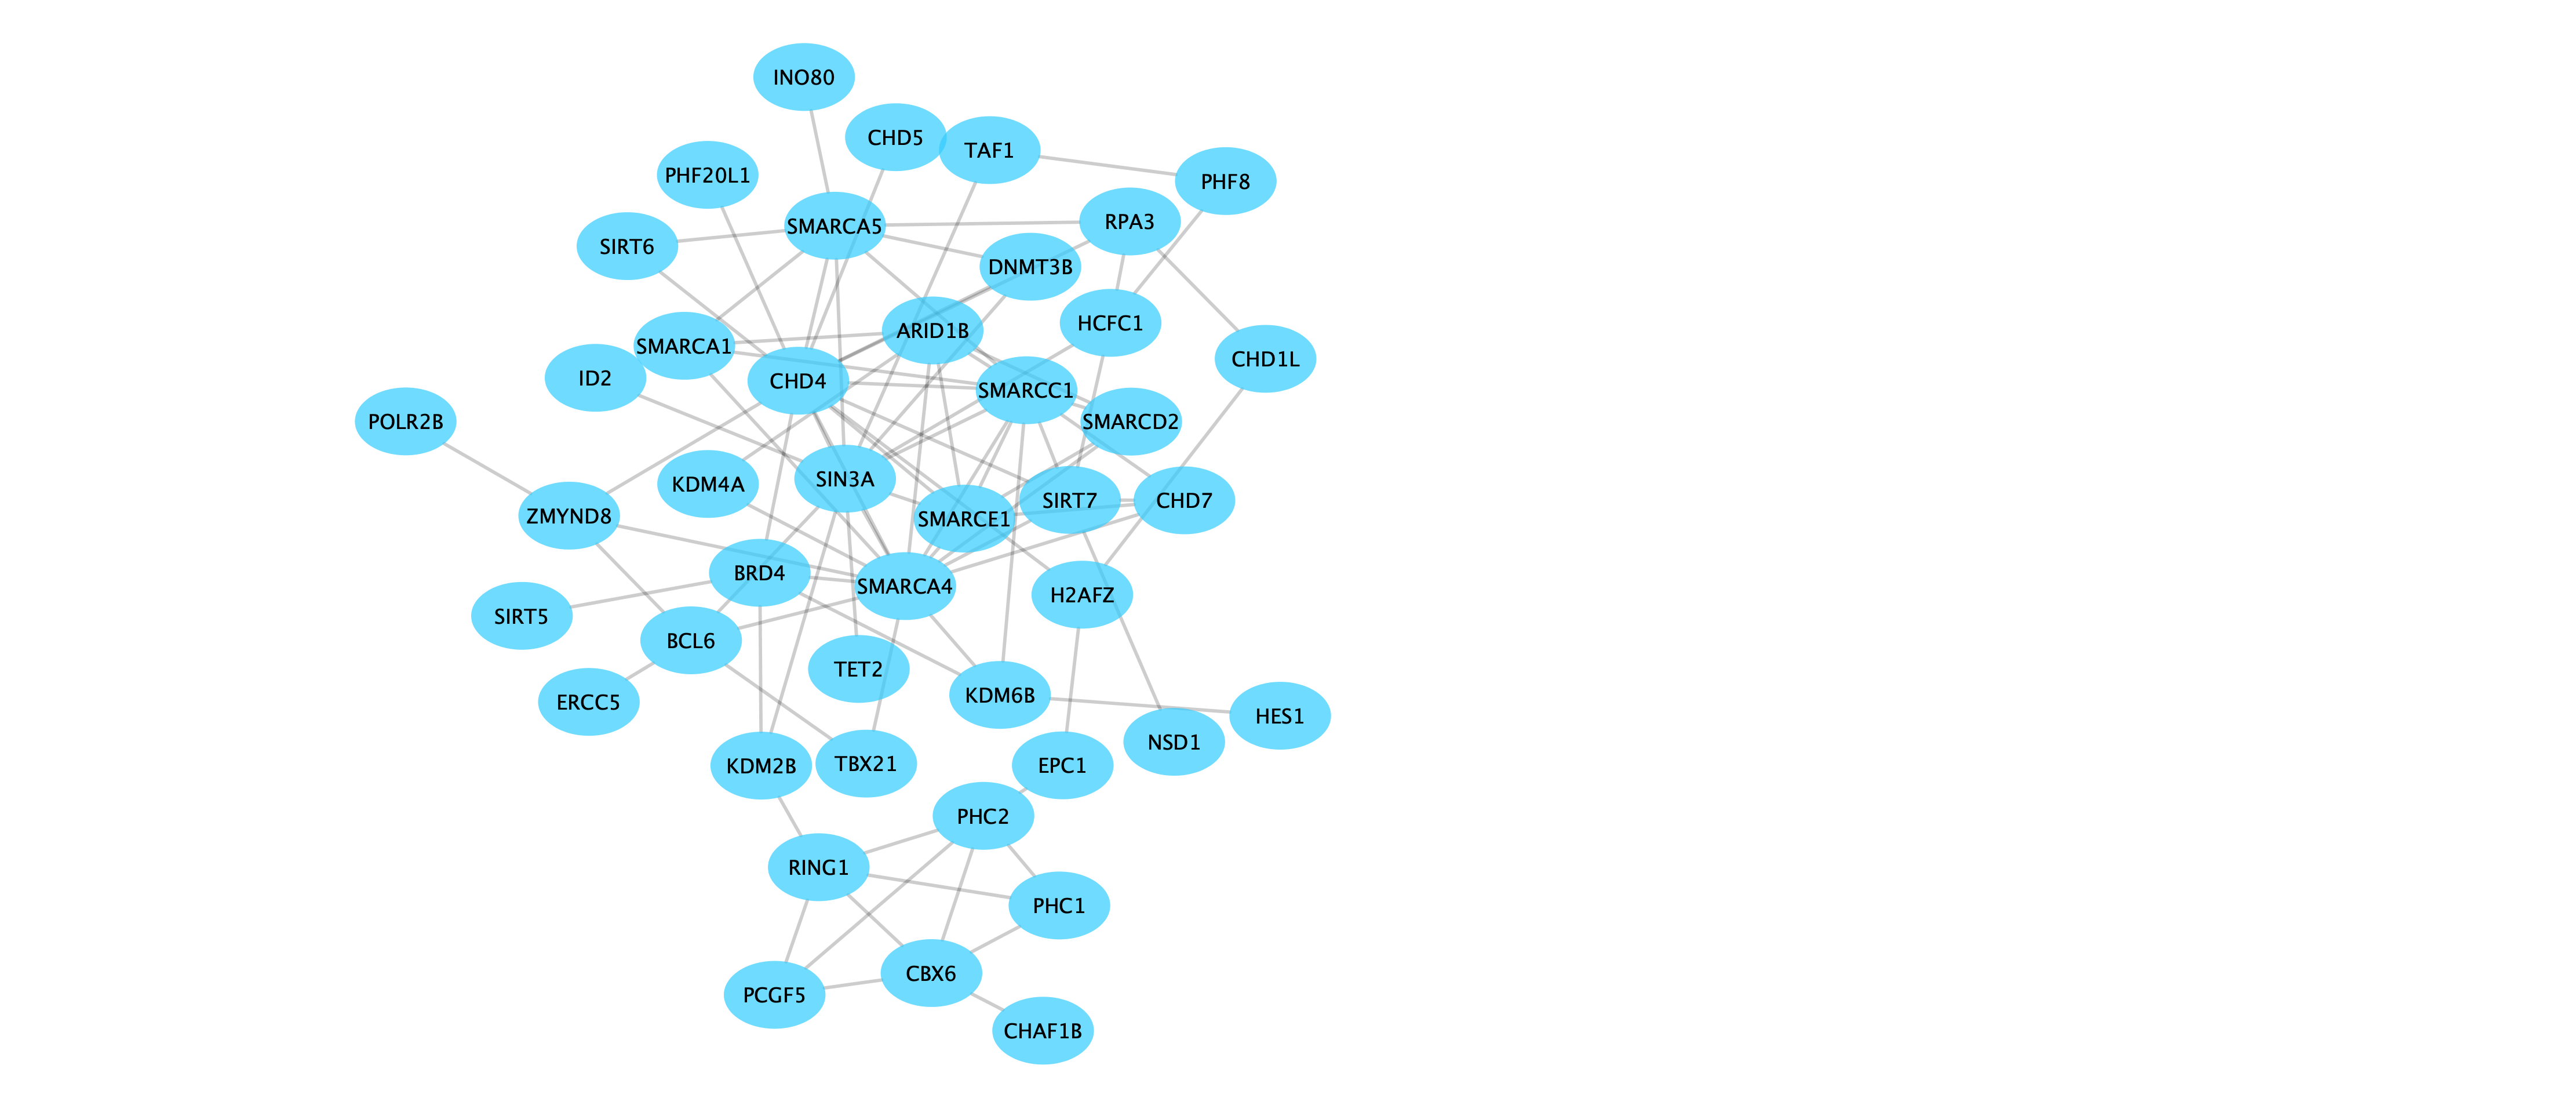 INO80
CHD5
TAF1
PHF20L1
PHF8
RPA3
SMARCA5
SIRT6
DNMT3B
HCFC1
ARID1B
SMARCA1
CHD1L
ID2
CHD4
SMARCC1
POLR2B
SMARCD2
SIN3A
KDM4A
SIRT7
CHD7
ZMYND8
SMARCE1
BRD4
SMARCA4
H2AFZ
SIRT5
BCL6
TET2
KDM6B
ERCC5
HES1
NSD1
TBX21
EPC1
KDM2B
PHC2
RING1
PHC1
CBX6
PCGF5
CHAF1B